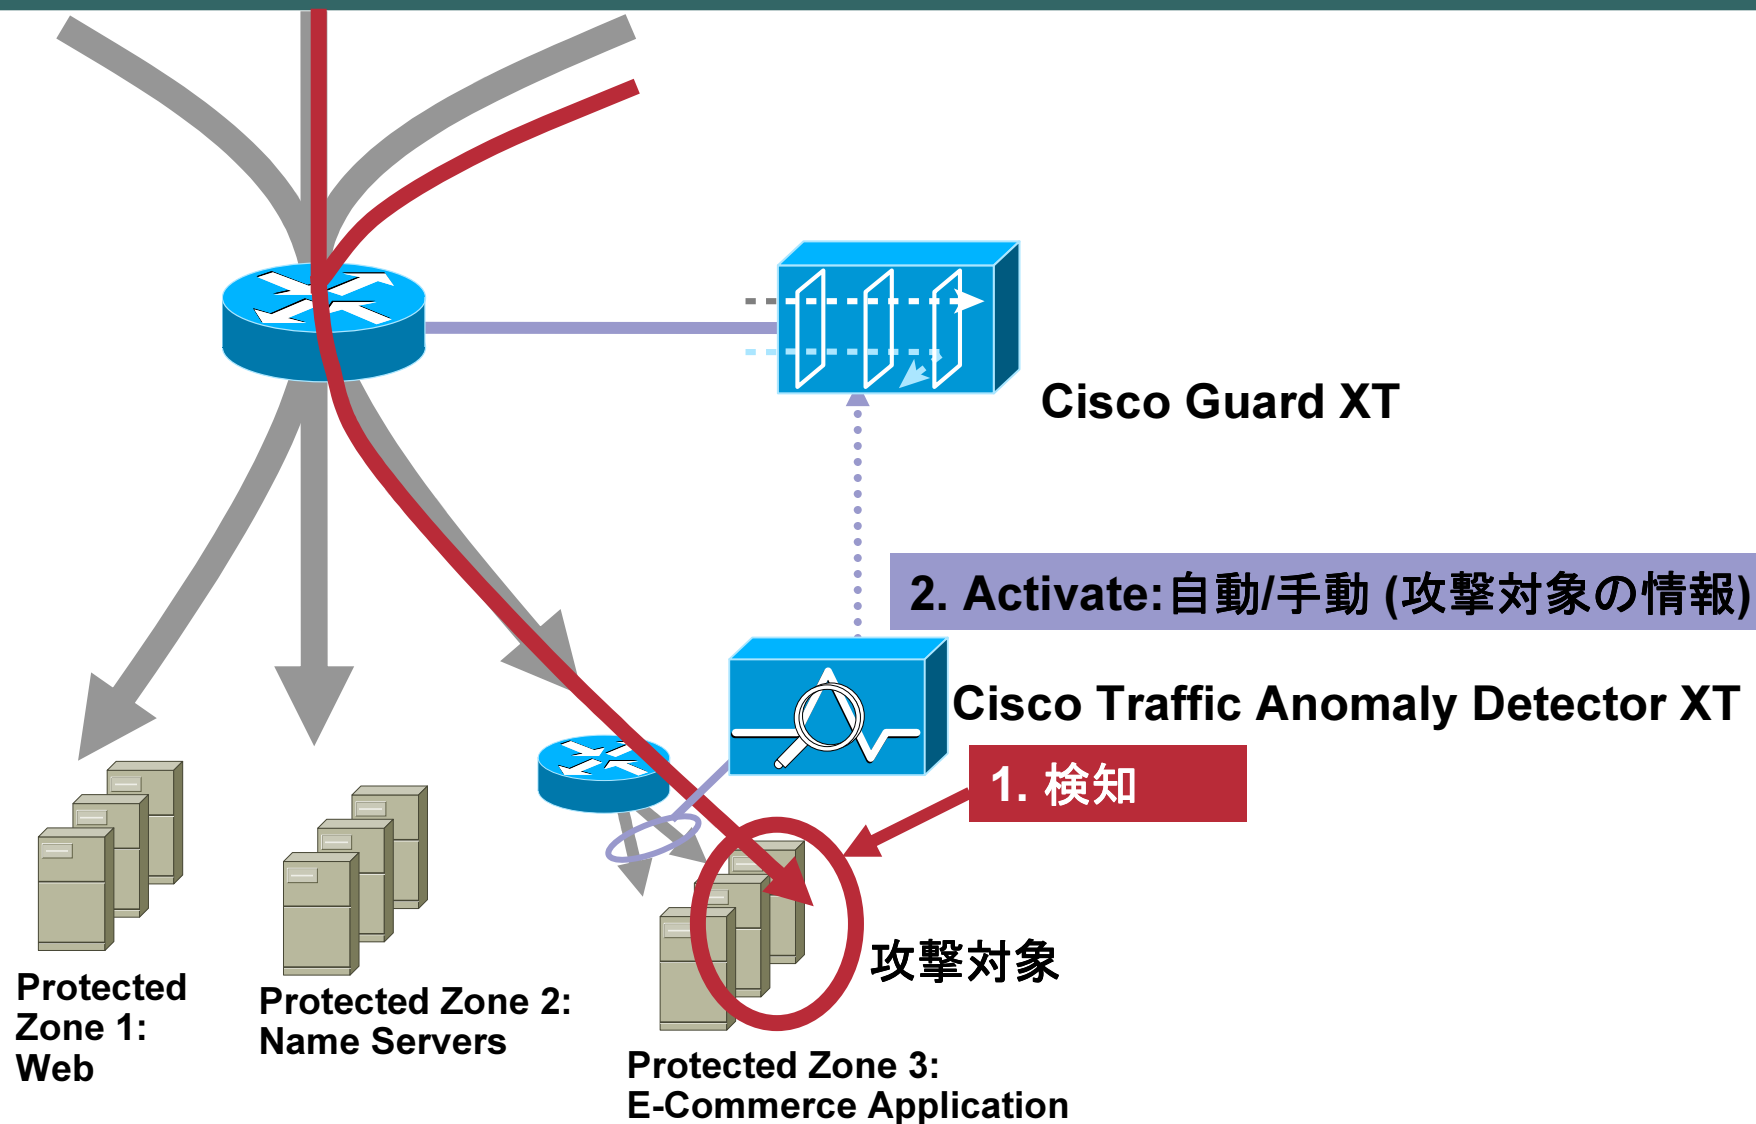 Cisco Guard XT
2. Activate:自動/手動 (攻撃対象の情報)
Cisco Traffic Anomaly Detector XT
1. 検知
攻撃対象
Protected
Zone 1:
Web
Protected Zone 2:
Name Servers
Protected Zone 3:
E-Commerce Application